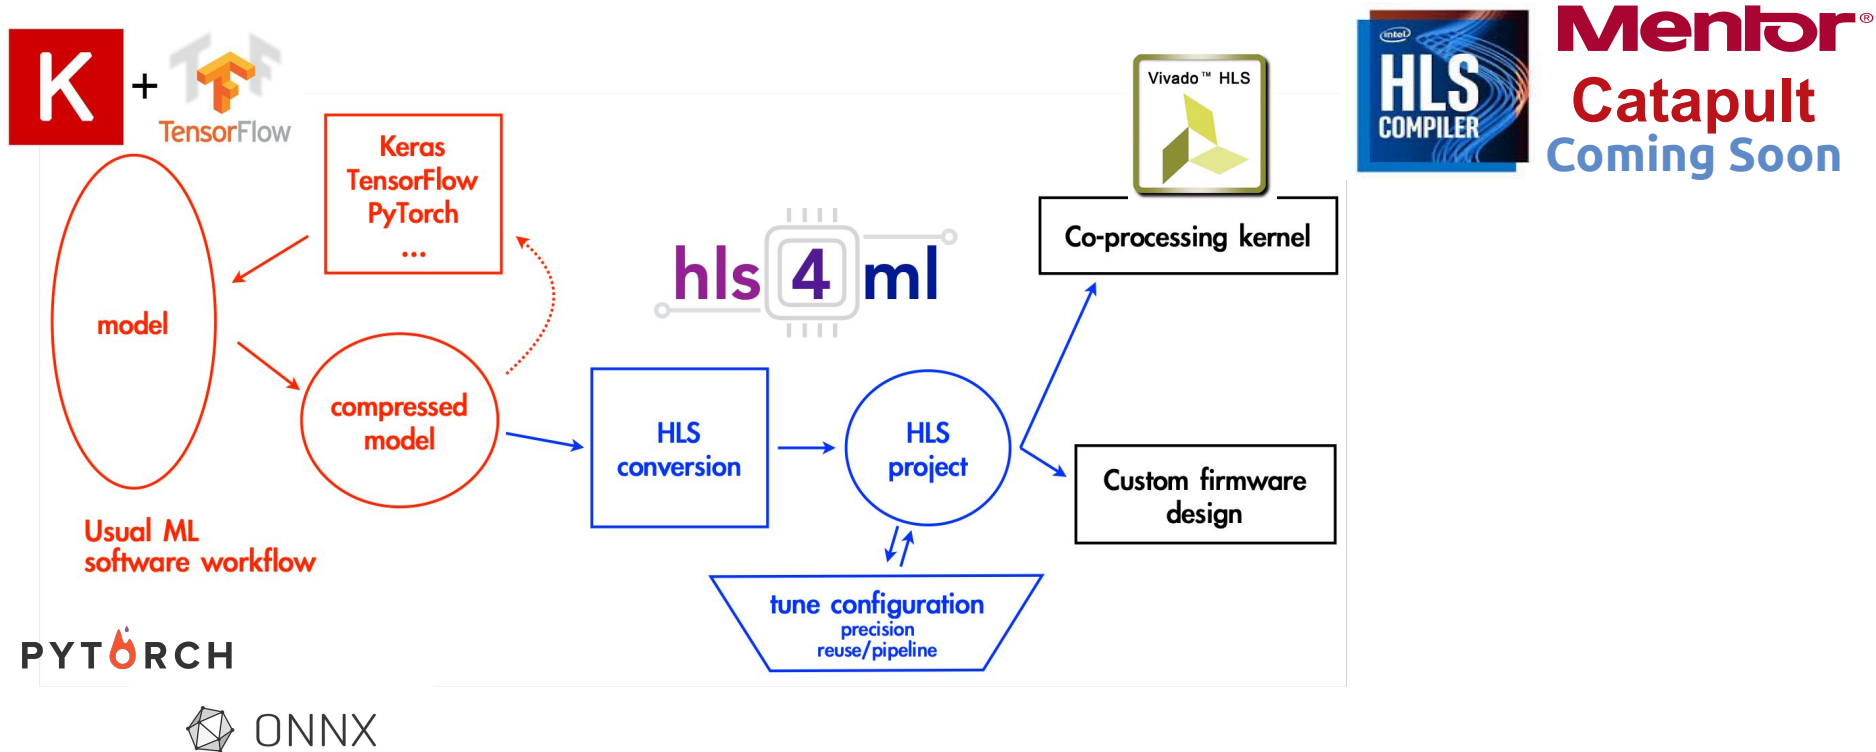 K
+
TensorFlow
Keras
TensorFlow
PyTorch
...
model
compressed
model
Usual ML
software workflow
PYTORCH
ONNX
hls 4 ml
HLS
conversion
HLS
project
tune configuration
precision
reuse/pipeline
Vivado™ HLS
Co-processing kernel
Custom firmware
design
intel
HLS
COMPILER
Mentor®
Catapult
Coming Soon